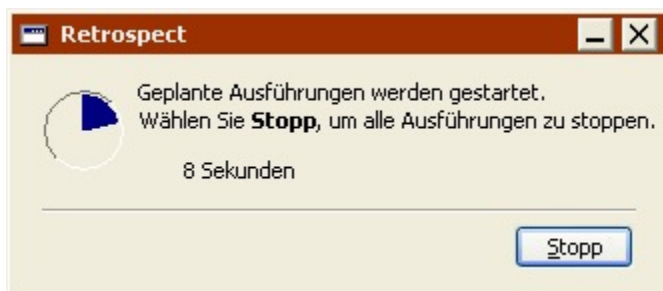 Retrospect
Geplante Ausführungen werden gestartet.
Wählen Sie Stopp, um alle Ausführungen zu stoppen.
8 Sekunden
Stopp